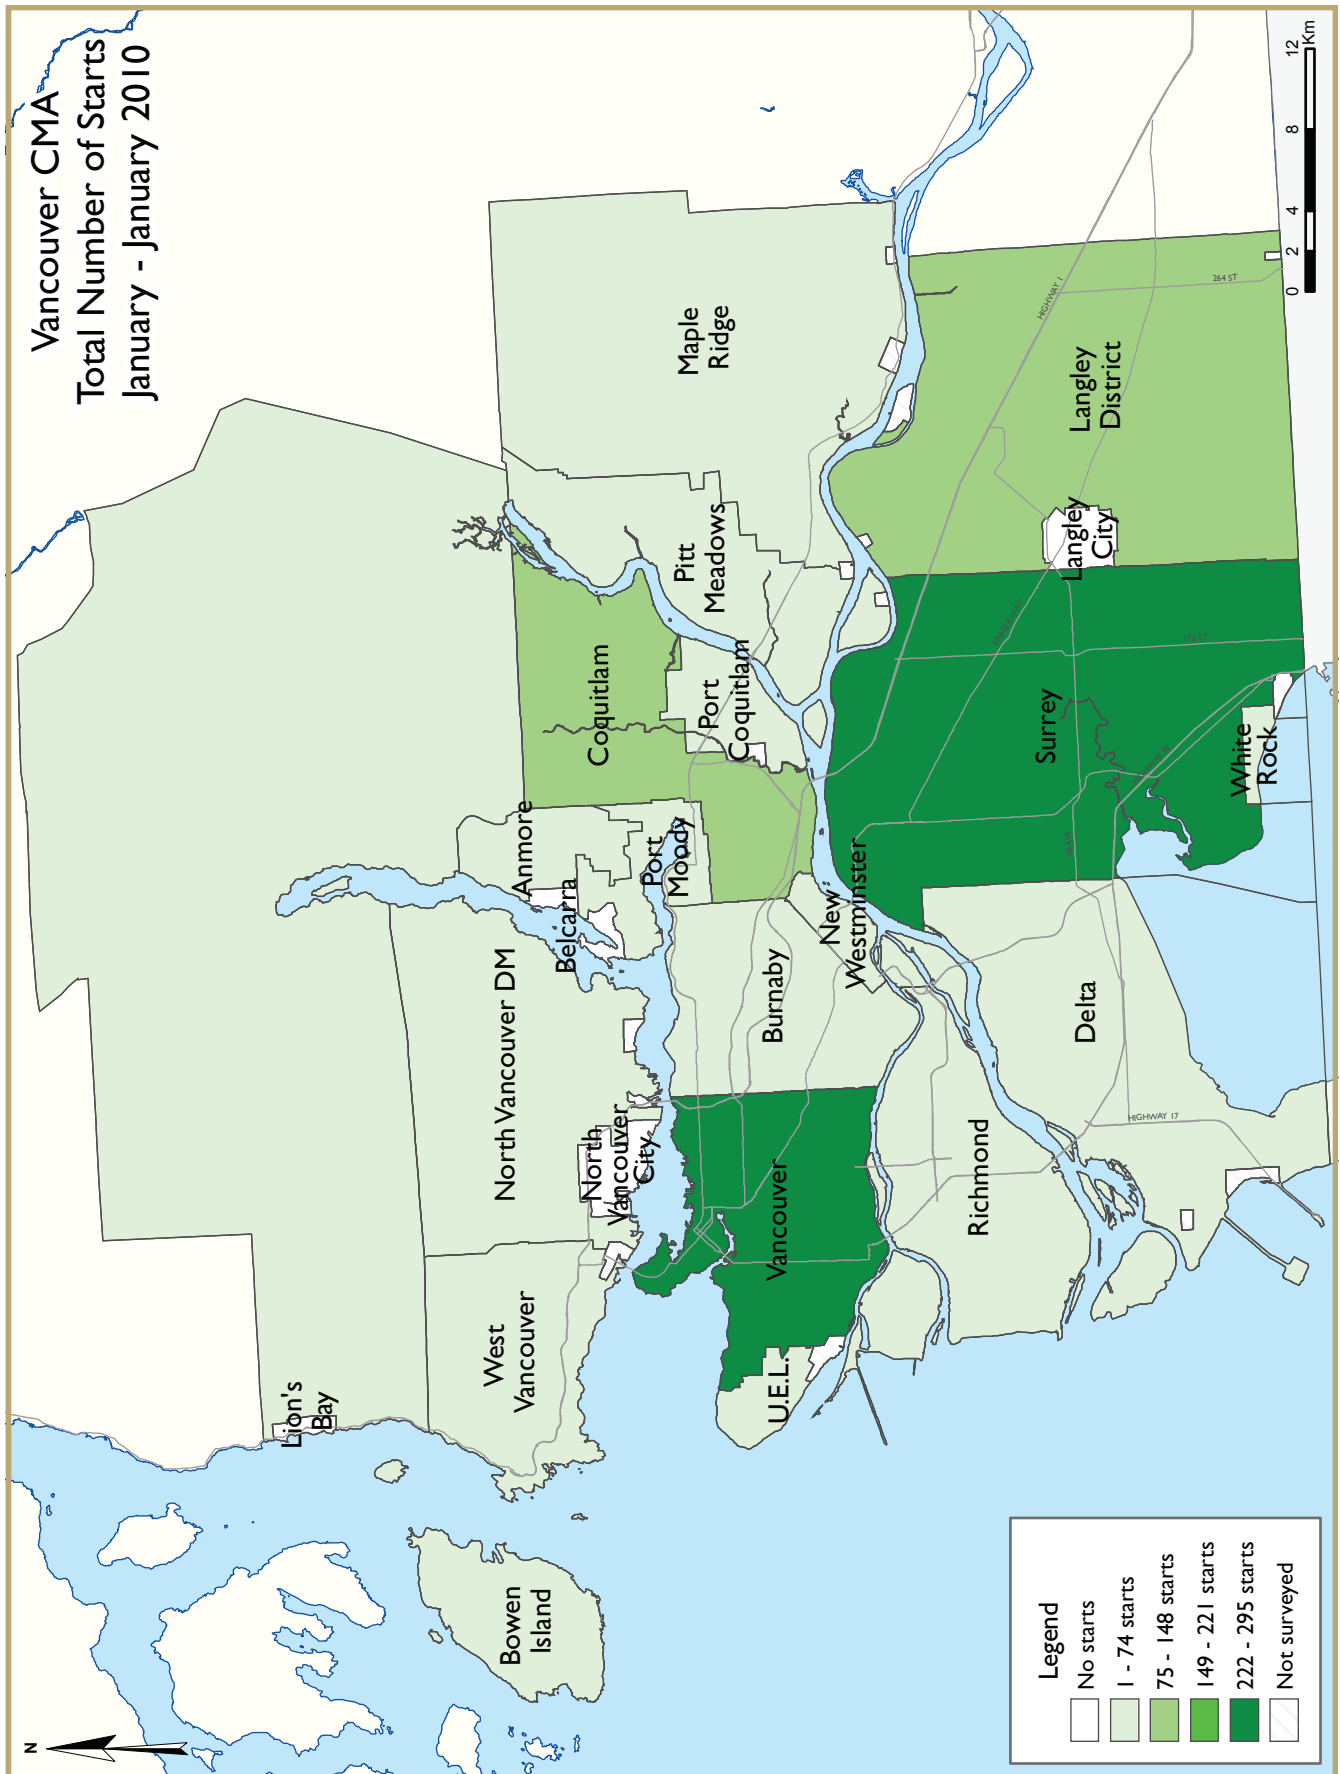 Vancouver CMA
Total Number of Starts
January - January 2010
N
Lion's
Bay
Bowen
Island
West
Vancouver
North Vancouver DM
North
Vancouver
City
Belcarra
Anmore
Port
Moody
Coquitlam
Port
Coquitlam
Pitt
Meadows
Maple
Ridge
U.E.L.
Vancouver
Burnaby
New
Westminster
Richmond
Delta
Surrey
White
Rock
Langley
City
Langley
District
HIGHWAY 1
264 ST
176 ST
HIGHWAY 17
Legend
No starts
1 - 74 starts
75 - 148 starts
149 - 221 starts
222 - 295 starts
Not surveyed
0 2 4 8 12
Km